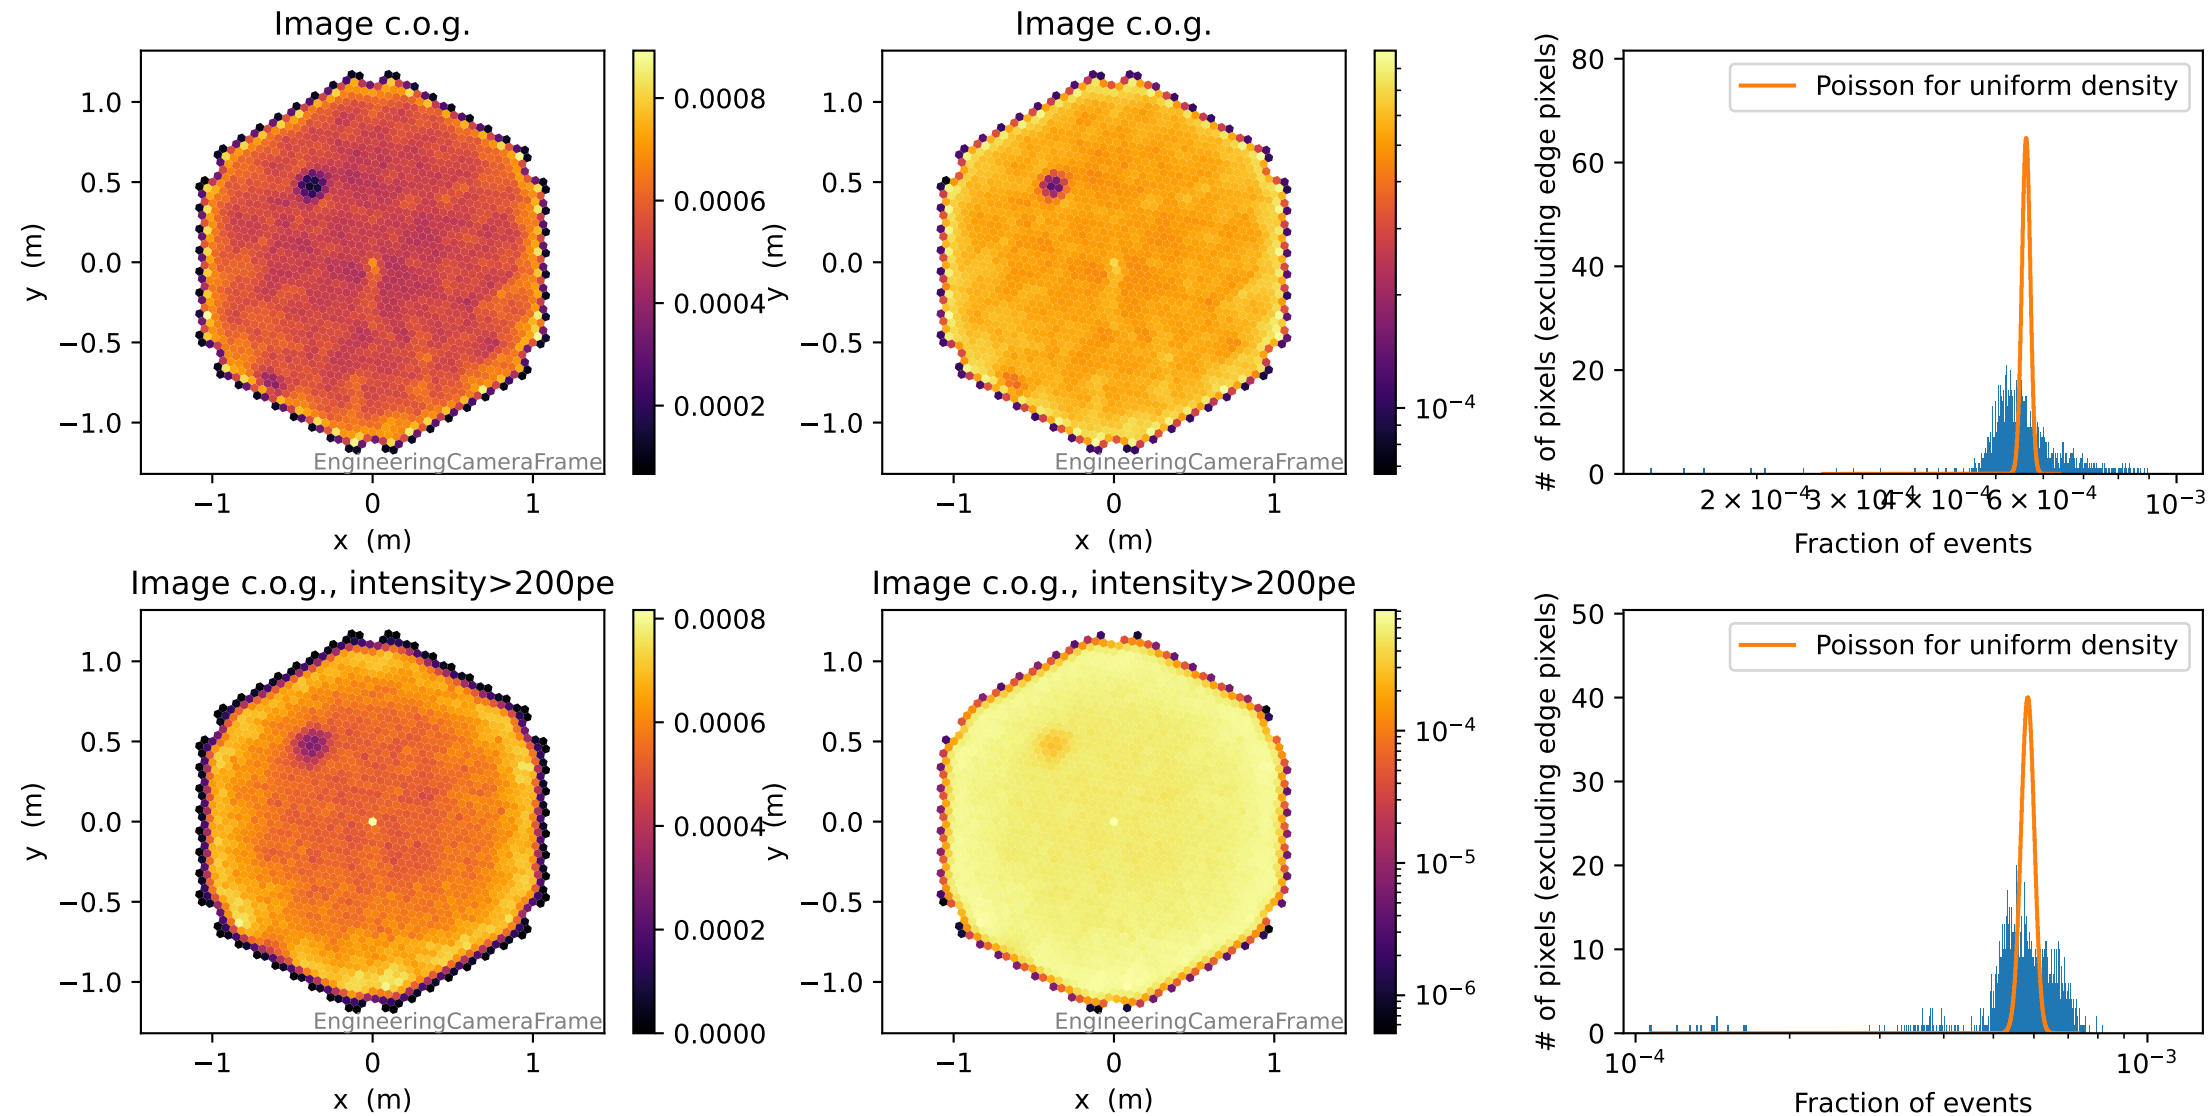 Image c.o.g.
y (m)
1.0
0.5
0.0
−0.5
−1.0
−1
0
1
x (m)
EngineeringCameraFrame
0.0008
0.0006
0.0004
0.0002
Image c.o.g.
y (m)
1.0
0.5
0.0
−0.5
−1.0
−1
0
1
x (m)
EngineeringCameraFrame
10⁻⁴
# of pixels (excluding edge pixels)
80
60
40
20
0
Poisson for uniform density
2 × 10⁻⁴
3 × 10⁻⁴
4 × 10⁻⁴
6 × 10⁻⁴
10⁻³
Fraction of events
Image c.o.g., intensity>200pe
y (m)
1.0
0.5
0.0
−0.5
−1.0
−1
0
1
x (m)
EngineeringCameraFrame
0.0008
0.0006
0.0004
0.0002
0.0000
Image c.o.g., intensity>200pe
y (m)
1.0
0.5
0.0
−0.5
−1.0
−1
0
1
x (m)
EngineeringCameraFrame
10⁻⁴
10⁻⁵
10⁻⁶
# of pixels (excluding edge pixels)
50
40
30
20
10
0
Poisson for uniform density
10⁻⁴
10⁻³
Fraction of events